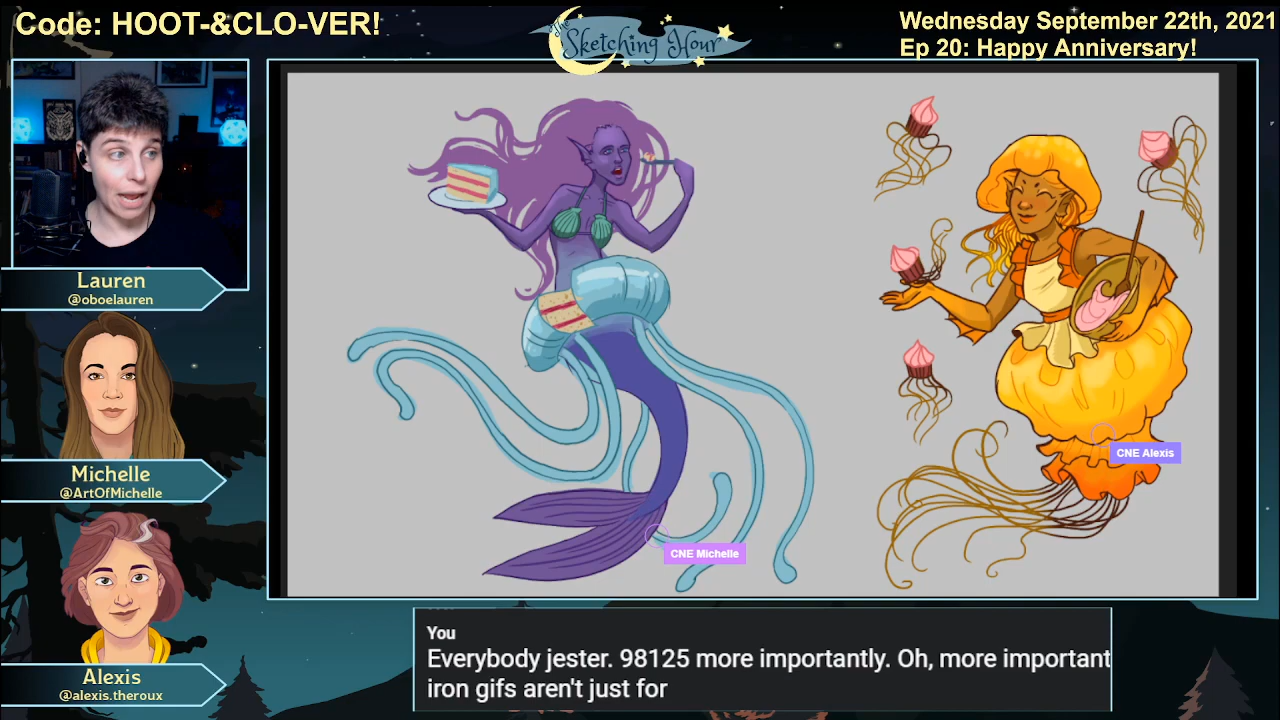 Code: HOOT-&CLO-VER!
The
Sketching Hour
Wednesday September 22th, 2021
Ep 20: Happy Anniversary!
Lauren
@oboelauren
Michelle
@ArtOfMichelle
Alexis
@alexis.theroux
CNE Alexis
CNE Michelle
You
Everybody jester. 98125 more importantly. Oh, more important
iron gifs aren't just for